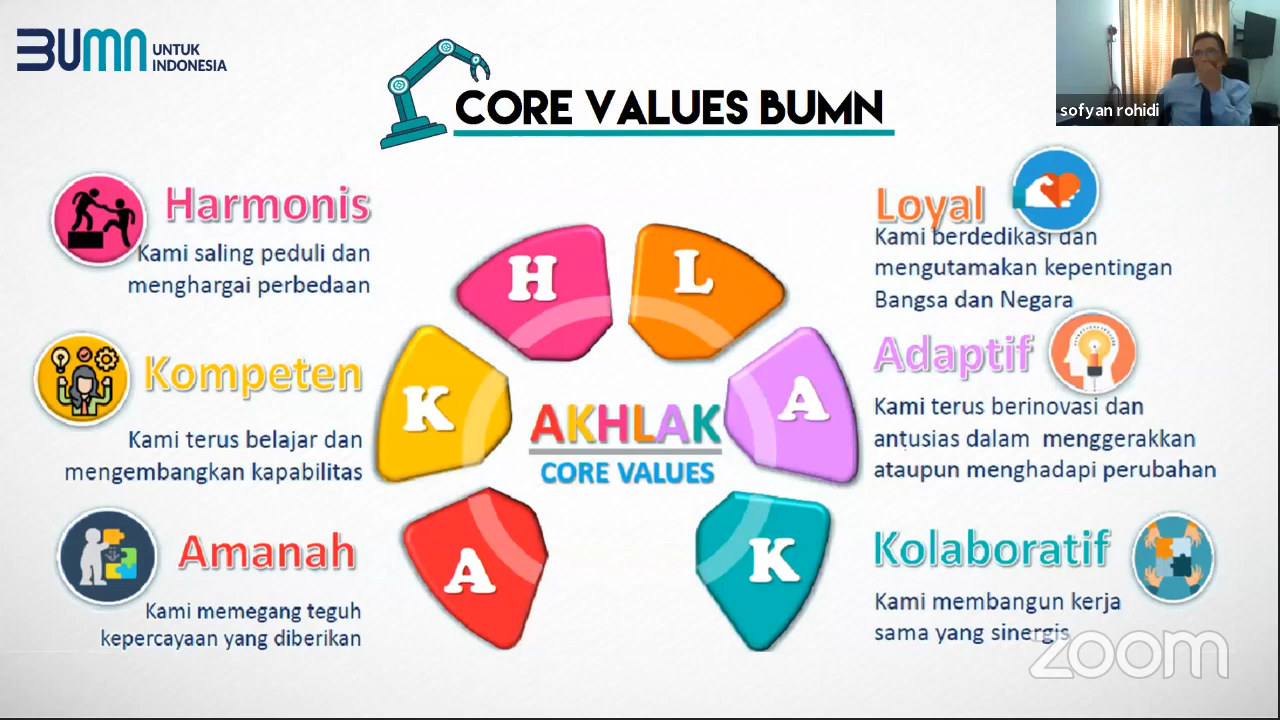 BUMN UNTUK
INDONESIA
CORE VALUES BUMN
sofyan rohidi
Harmonis
Kami saling peduli dan
menghargai perbedaan
Kompeten
Kami terus belajar dan
mengembangkan kapabilitas
Amanah
Kami memegang teguh
kepercayaan yang diberikan
A
K
H
L
A
K
AKHLAK
CORE VALUES
Loyal
Kami berdedikasi dan
mengutamakan kepentingan
Bangsa dan Negara
Adaptif
Kami terus berinovasi dan
antusias dalam menggerakkan
ataupun menghadapi perubahan
Kolaboratif
Kami membangun kerja
sama yang sinergis
zoom